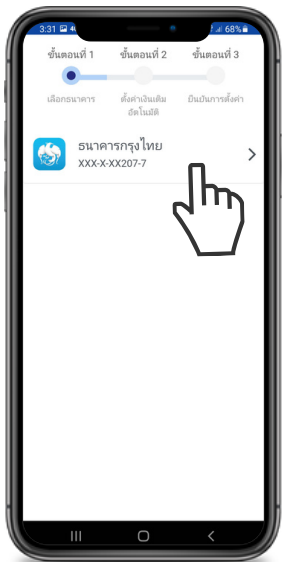 3:31
68%
ขั้นตอนที่ 1 ขั้นตอนที่ 2 ขั้นตอนที่ 3
เลือกธนาคาร ตั้งค่าเงินเติม ยืนยันการตั้งค่า
อัตโนมัติ
ธนาคารกรุงไทย
XXX-X-XX207-7